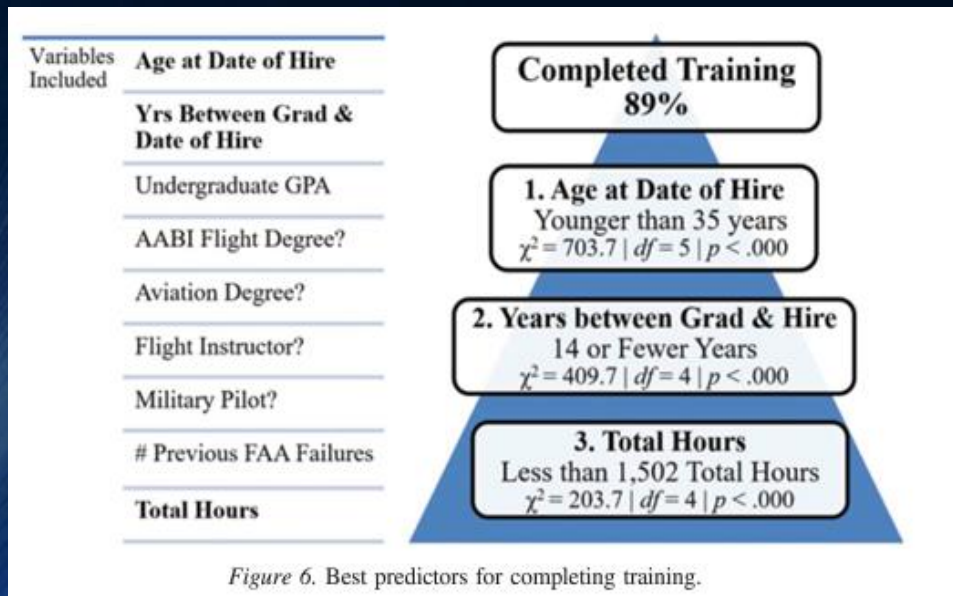 Variables
Included
Age at Date of Hire
Yrs Between Grad &
Date of Hire
Undergraduate GPA
AABI Flight Degree?
Aviation Degree?
Flight Instructor?
Military Pilot?
# Previous FAA Failures
Total Hours
Completed Training
89%
1. Age at Date of Hire
Younger than 35 years
χ² = 703.7 | df = 5 | p < .000
2. Years between Grad & Hire
14 or Fewer Years
χ² = 409.7 | df = 4 | p < .000
3. Total Hours
Less than 1,502 Total Hours
χ² = 203.7 | df = 4 | p < .000
Figure 6. Best predictors for completing training.